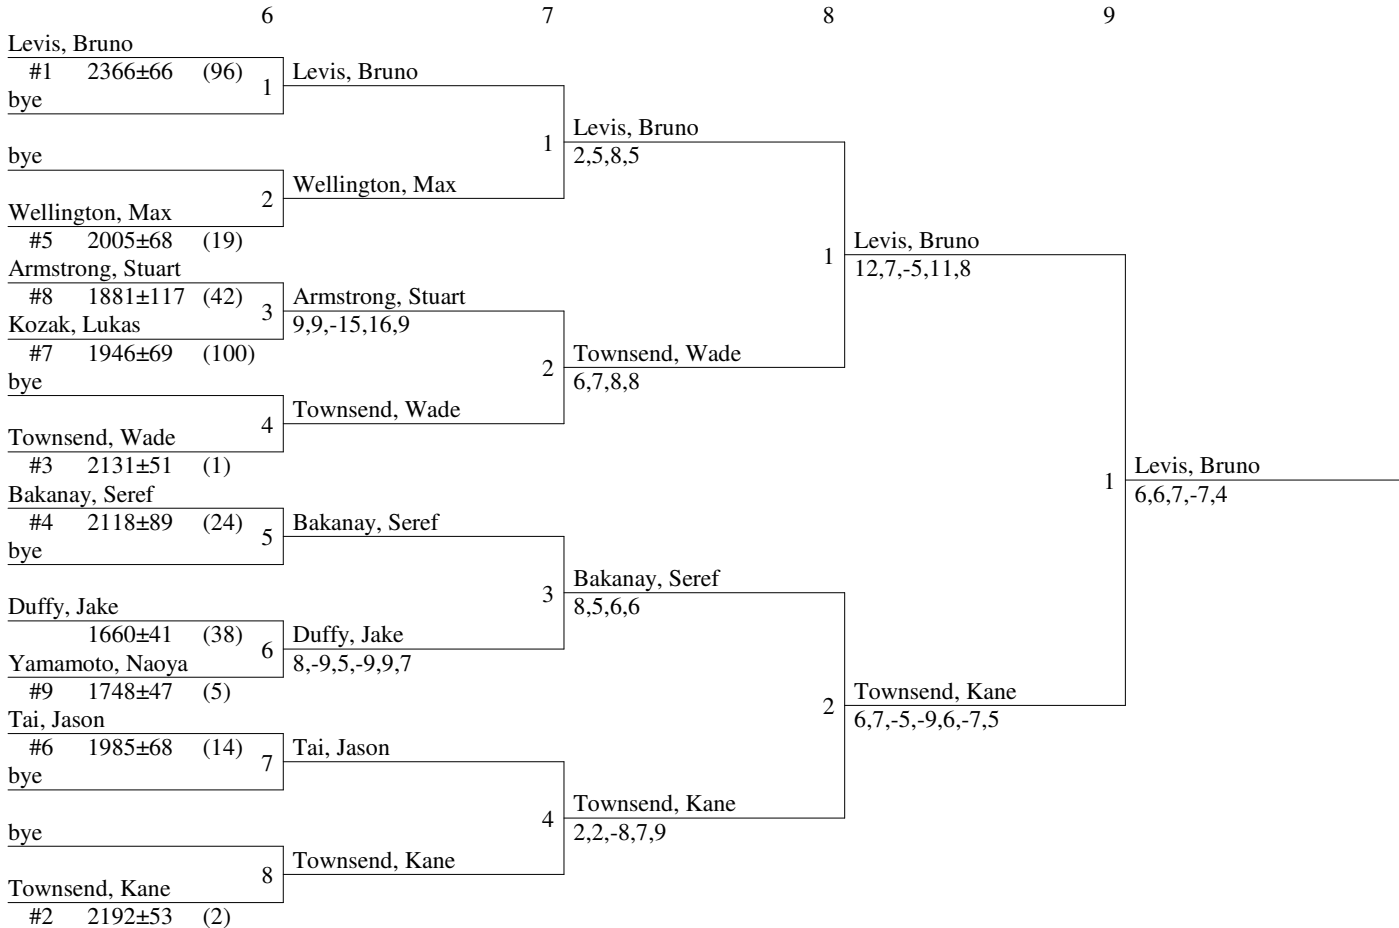 6 7 8 9
Levis, Bruno
#1 2366±66 (96)
1
Levis, Bruno
bye
1
Levis, Bruno
2,5,8,5
bye
2
Wellington, Max
Wellington, Max
#5 2005±68 (19)
1
Levis, Bruno
12,7,-5,11,8
Armstrong, Stuart
#8 1881±117 (42)
3
Armstrong, Stuart
9,9,-15,16,9
Kozak, Lukas
#7 1946±69 (100)
2
Townsend, Wade
6,7,8,8
bye
4
Townsend, Wade
Townsend, Wade
#3 2131±51 (1)
1
Levis, Bruno
6,6,7,-7,4
Bakanay, Seref
#4 2118±89 (24)
5
Bakanay, Seref
bye
3
Bakanay, Seref
8,5,6,6
Duffy, Jake
1660±41 (38)
6
Duffy, Jake
8,-9,5,-9,9,7
Yamamoto, Naoya
#9 1748±47 (5)
2
Townsend, Kane
6,7,-5,-9,6,-7,5
Tai, Jason
#6 1985±68 (14)
7
Tai, Jason
bye
4
Townsend, Kane
2,2,-8,7,9
bye
8
Townsend, Kane
Townsend, Kane
#2 2192±53 (2)